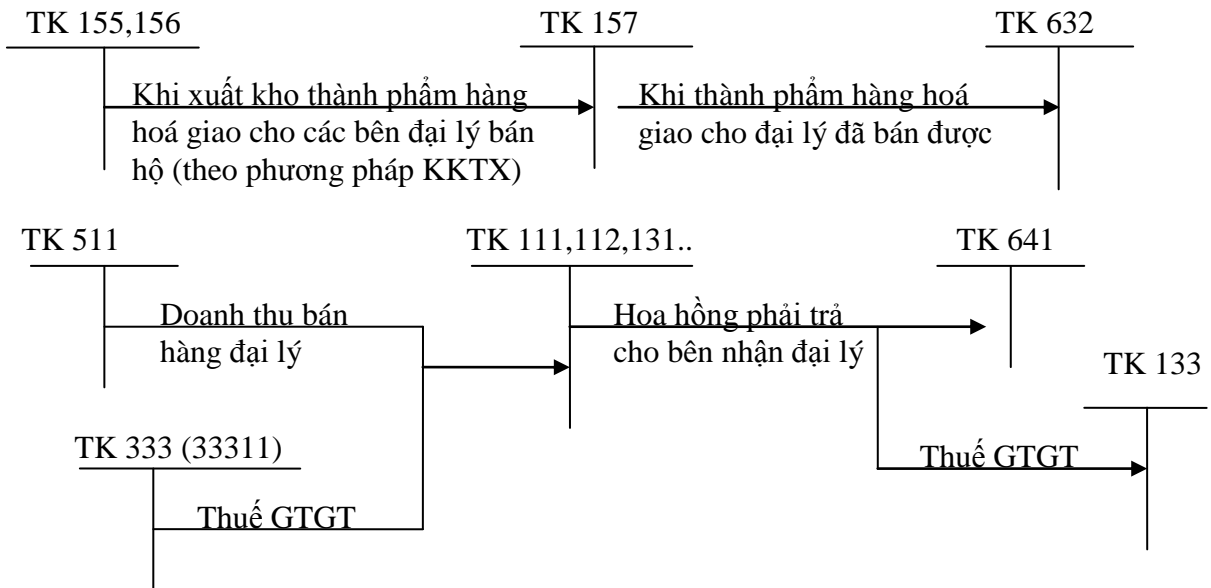 TK 155,156
TK 157
TK 632
Khi xuất kho thành phẩm hàng
hoá giao cho các bên đại lý bán
hộ (theo phương pháp KKTX)
Khi thành phẩm hàng hoá
giao cho đại lý đã bán được
TK 511
TK 111,112,131..
TK 641
Doanh thu bán
hàng đại lý
Hoa hồng phải trả
cho bên nhận đại lý
TK 133
TK 333 (33311)
Thuế GTGT
Thuế GTGT